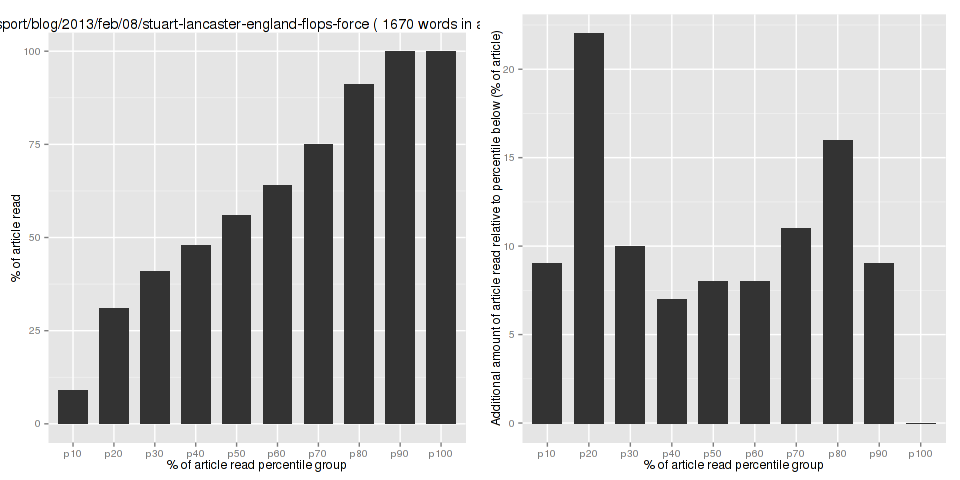 sport/blog/2013/feb/08/stuart-lancaster-england-flops-force ( 1670 words in a
% of article read
100
75
50
25
0
p10 p20 p30 p40 p50 p60 p70 p80 p90 p100
% of article read percentile group
Additional amount of article read relative to percentile below (% of article)
20
15
10
5
0
p10 p20 p30 p40 p50 p60 p70 p80 p90 p100
% of article read percentile group